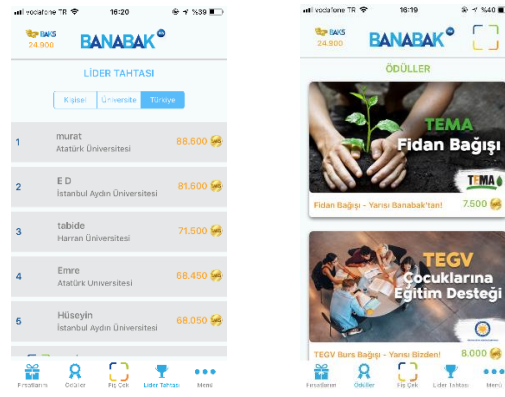 vodafone TR
16:20
%39
BAKS
24.900
BANABAK
LİDER TAHTASI
Kişisel
Üniversite
Türkiye
1
murat
Atatürk Üniversitesi
88.600
2
E D
İstanbul Aydın Üniversitesi
81.600
3
tabide
Harran Üniversitesi
71.500
4
Emre
Atatürk Üniversitesi
68.450
5
Hüseyin
İstanbul Aydın Üniversitesi
68.050
Fırsatlarım
Ödüller
Fiş Çek
Lider Tahtası
Menü
vodafone TR
16:19
%40
BAKS
24.900
BANABAK
ÖDÜLLER
TEMA
Fidan Bağışı
TEMA
Fidan Bağışı - Yarısı Banabak'tan!
7.500
TEGV
Çocuklarına
Eğitim Desteği
TEGV Burs Bağışı - Yarısı Bizden!
8.000
Fırsatlarım
Ödüller
Fiş Çek
Lider Tahtası
Menü